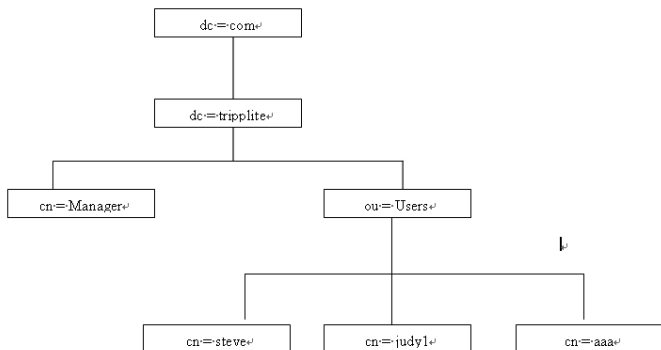 dc = com
dc = tripplite
cn = Manager
ou = Users
cn = steve
cn = judy1
cn = aaa